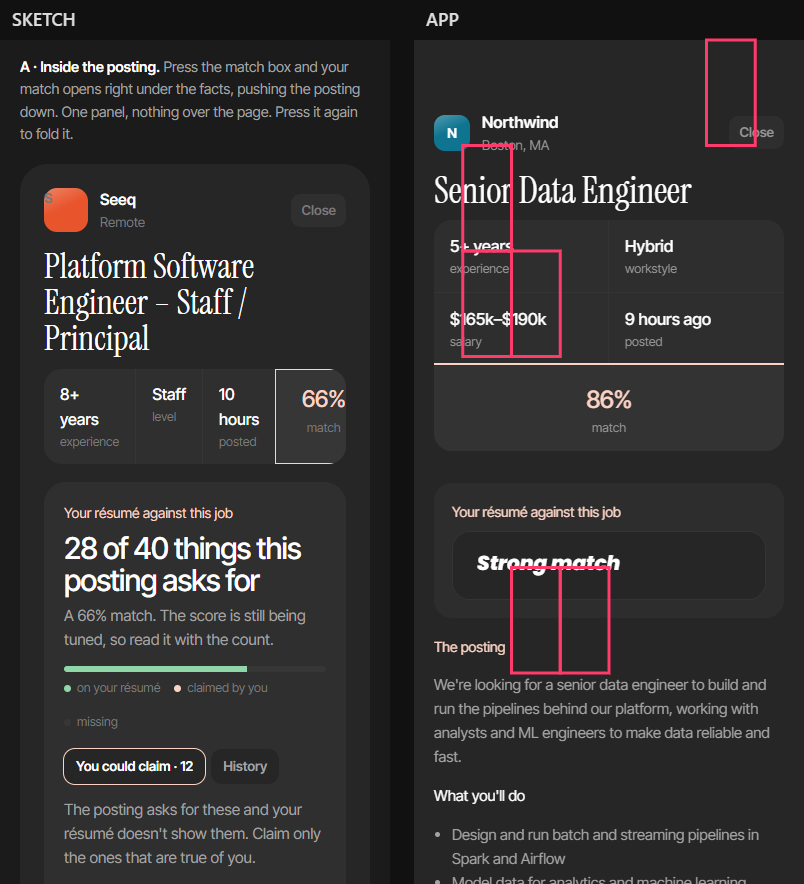 SKETCH
A · Inside the posting. Press the match box and your
match opens right under the facts, pushing the posting
down. One panel, nothing over the page. Press it again
to fold it.
S
Seeq
Remote
Close
Platform Software
Engineer – Staff /
Principal
8+
years
experience
Staff
level
10
hours
posted
66%
match
Your résumé against this job
28 of 40 things this
posting asks for
A 66% match. The score is still being
tuned, so read it with the count.
on your résumé
claimed by you
missing
You could claim · 12
History
The posting asks for these and your
résumé doesn't show them. Claim only
the ones that are true of you.
APP
N
Northwind
Boston, MA
Close
Senior Data Engineer
5+ years
experience
Hybrid
workstyle
$165k–$190k
salary
9 hours ago
posted
86%
match
Your résumé against this job
Strong match
The posting
We're looking for a senior data engineer to build and
run the pipelines behind our platform, working with
analysts and ML engineers to make data reliable and
fast.
What you'll do
• Design and run batch and streaming pipelines in
Spark and Airflow
• Model data for analytics and machine learning